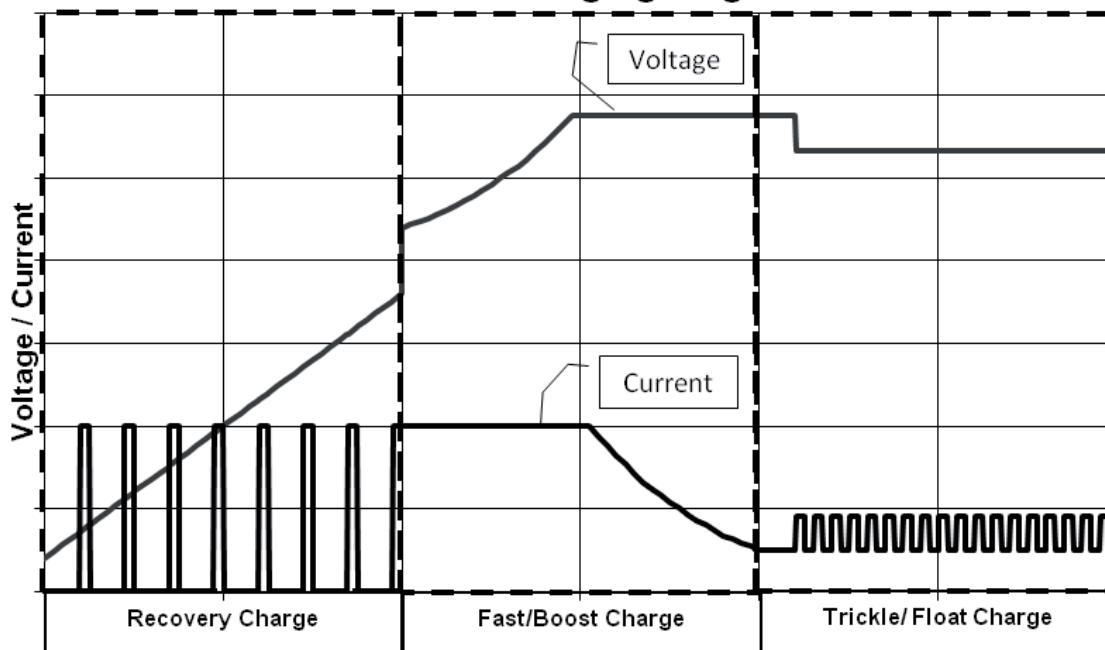 Voltage
Voltage / Current
Current
Recovery Charge
Fast/Boost Charge
Trickle/ Float Charge